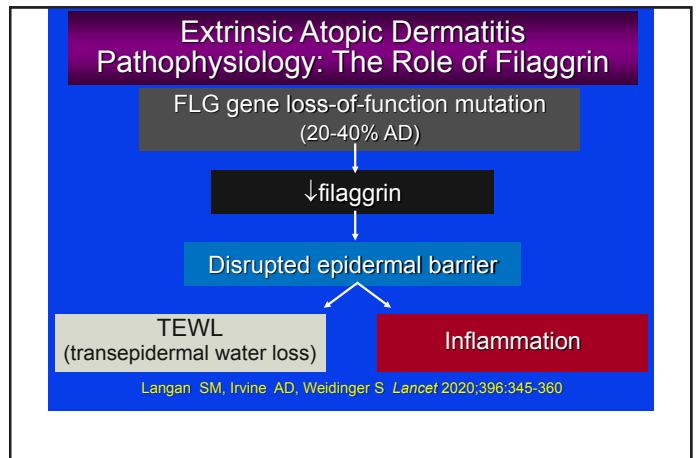 Extrinsic Atopic Dermatitis
Pathophysiology: The Role of Filaggrin
FLG gene loss-of-function mutation
(20-40% AD)
↓filaggrin
Disrupted epidermal barrier
TEWL
(transepidermal water loss)
Inflammation
Langan SM, Irvine AD, Weidinger S Lancet 2020;396:345-360